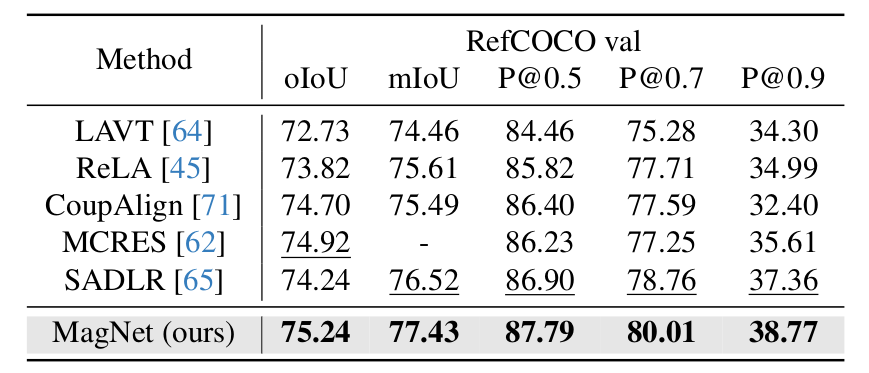 Method RefCOCO val
oIoU mIoU P@0.5 P@0.7 P@0.9
LAVT [64] 72.73 74.46 84.46 75.28 34.30
ReLA [45] 73.82 75.61 85.82 77.71 34.99
CoupAlign [71] 74.70 75.49 86.40 77.59 32.40
MCRES [62] 74.92 - 86.23 77.25 35.61
SADLR [65] 74.24 76.52 86.90 78.76 37.36
MagNet (ours) 75.24 77.43 87.79 80.01 38.77